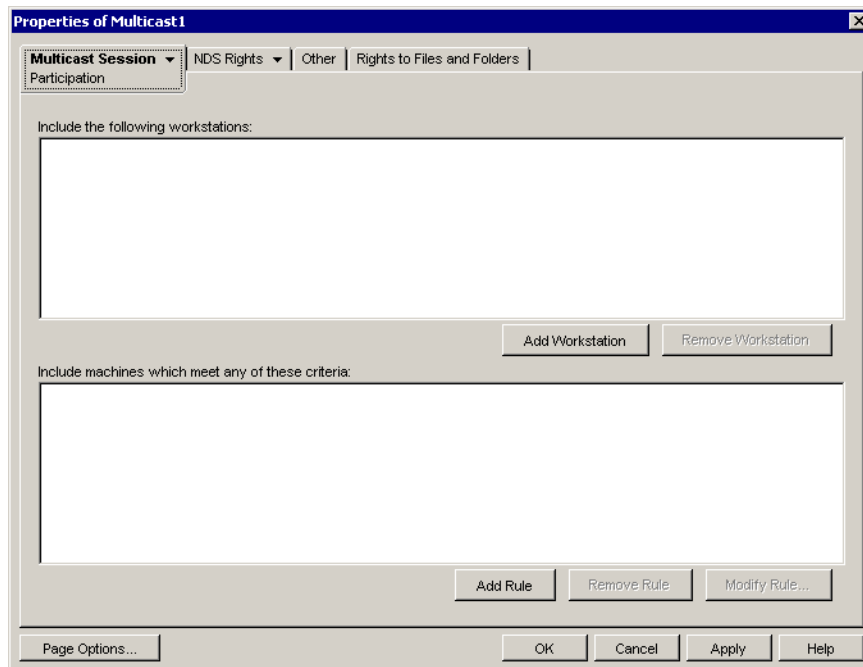 Properties of Multicast1
Multicast Session NDS Rights Other Rights to Files and Folders
Participation
Include the following workstations:
Add Workstation Remove Workstation
Include machines which meet any of these criteria:
Add Rule Remove Rule Modify Rule...
Page Options... OK Cancel Apply Help